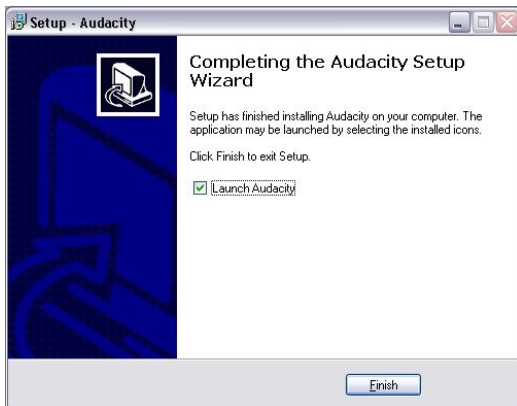 Setup - Audacity
Completing the Audacity Setup
Wizard
Setup has finished installing Audacity on your computer. The
application may be launched by selecting the installed icons.
Click Finish to exit Setup.
Launch Audacity
Finish